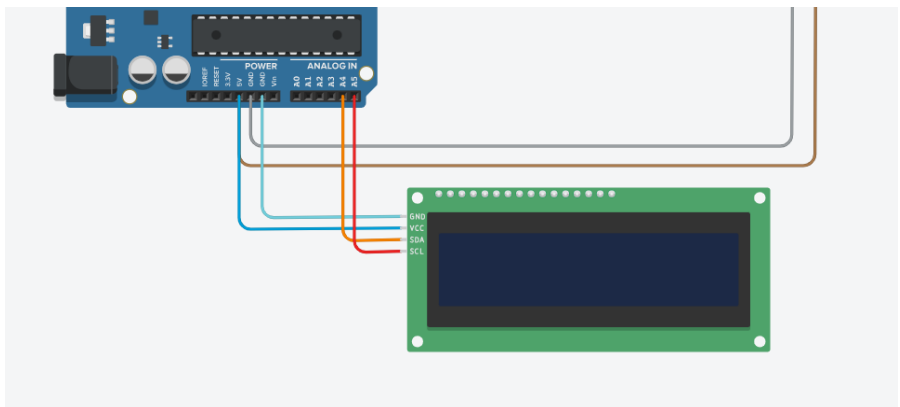 POWER
ANALOG IN
IOREF
RESET
3.3V
5V
GND
GND
Vin
A0
A1
A2
A3
A4
A5
GND
VCC
SDA
SCL